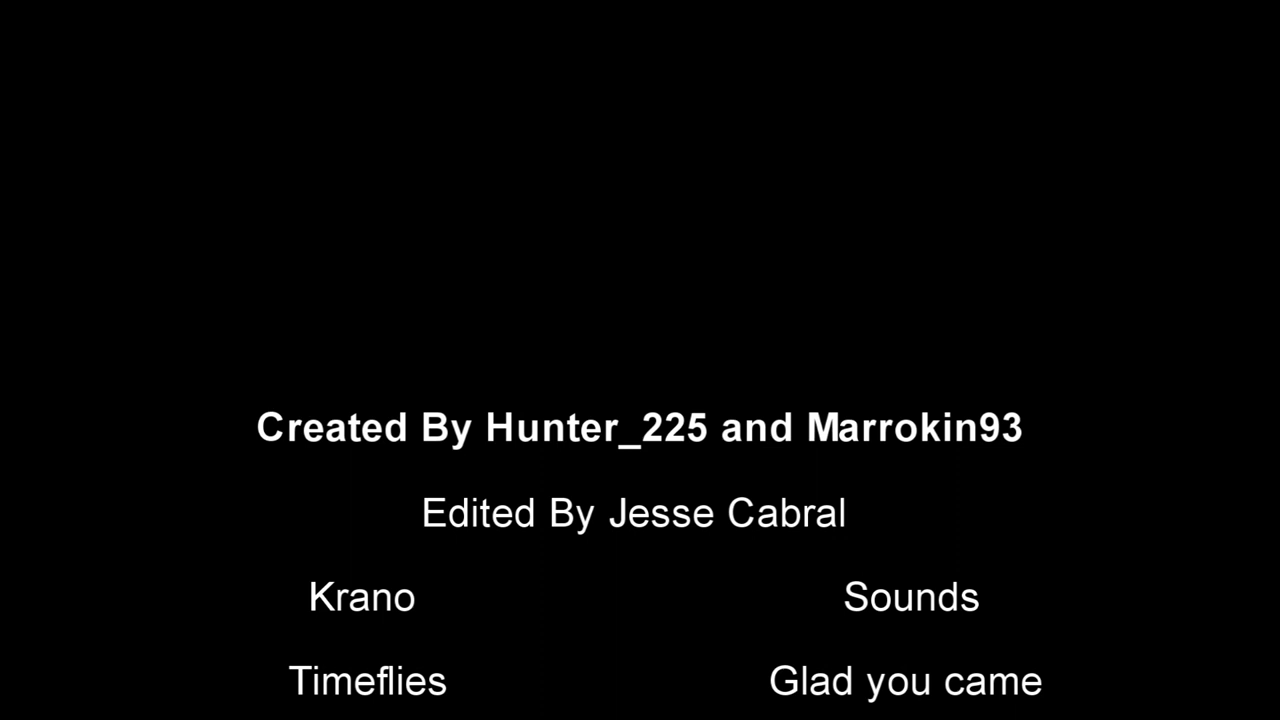 Created By Hunter_225 and Marrokin93
Edited By Jesse Cabral
Krano Sounds
Timeflies Glad you came